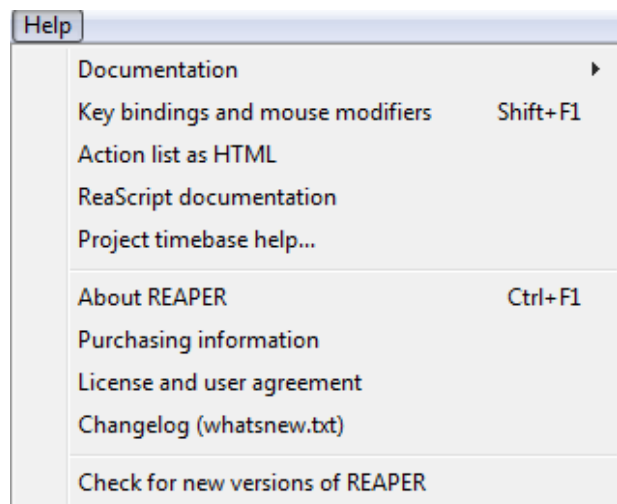 Help
Documentation
Key bindings and mouse modifiers Shift+F1
Action list as HTML
ReaScript documentation
Project timebase help...
About REAPER Ctrl+F1
Purchasing information
License and user agreement
Changelog (whatsnew.txt)
Check for new versions of REAPER